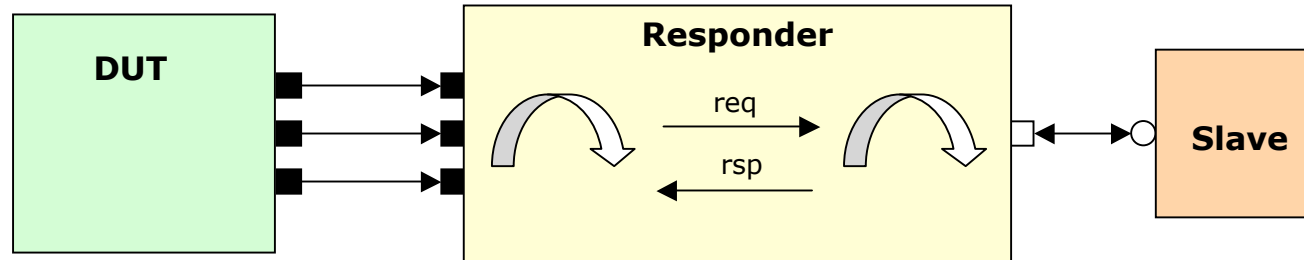 DUT
Responder
req
rsp
Slave